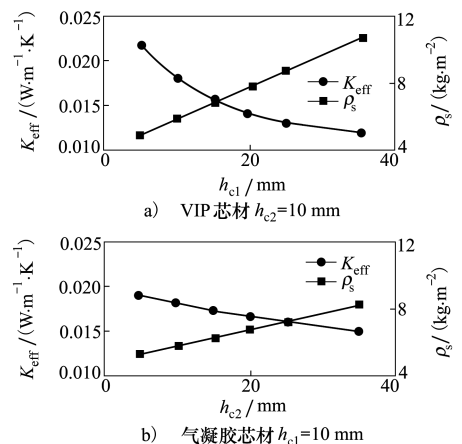 0.025
0.020
0.015
0.010
K_eff / (W·m⁻¹·K⁻¹)
12
8
4
ρ_s / (kg·m⁻²)
K_eff
ρ_s
0 20 40
h_c1 / mm
a) VIP芯材 h_c2=10 mm
0.025
0.020
0.015
0.010
K_eff / (W·m⁻¹·K⁻¹)
12
8
4
ρ_s / (kg·m⁻²)
K_eff
ρ_s
0 20 40
h_c2 / mm
b) 气凝胶芯材 h_c1=10 mm